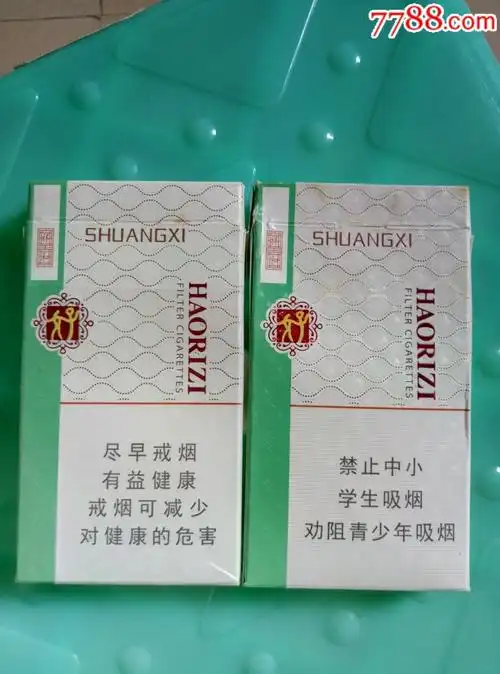 7788.com
SHUANGXI
HAORIZI
FILTER CIGARETTES
尽早戒烟
有益健康
戒烟可减少
对健康的危害
SHUANGXI
HAORIZI
FILTER CIGARETTES
禁止中小
学生吸烟
劝阻青少年吸烟